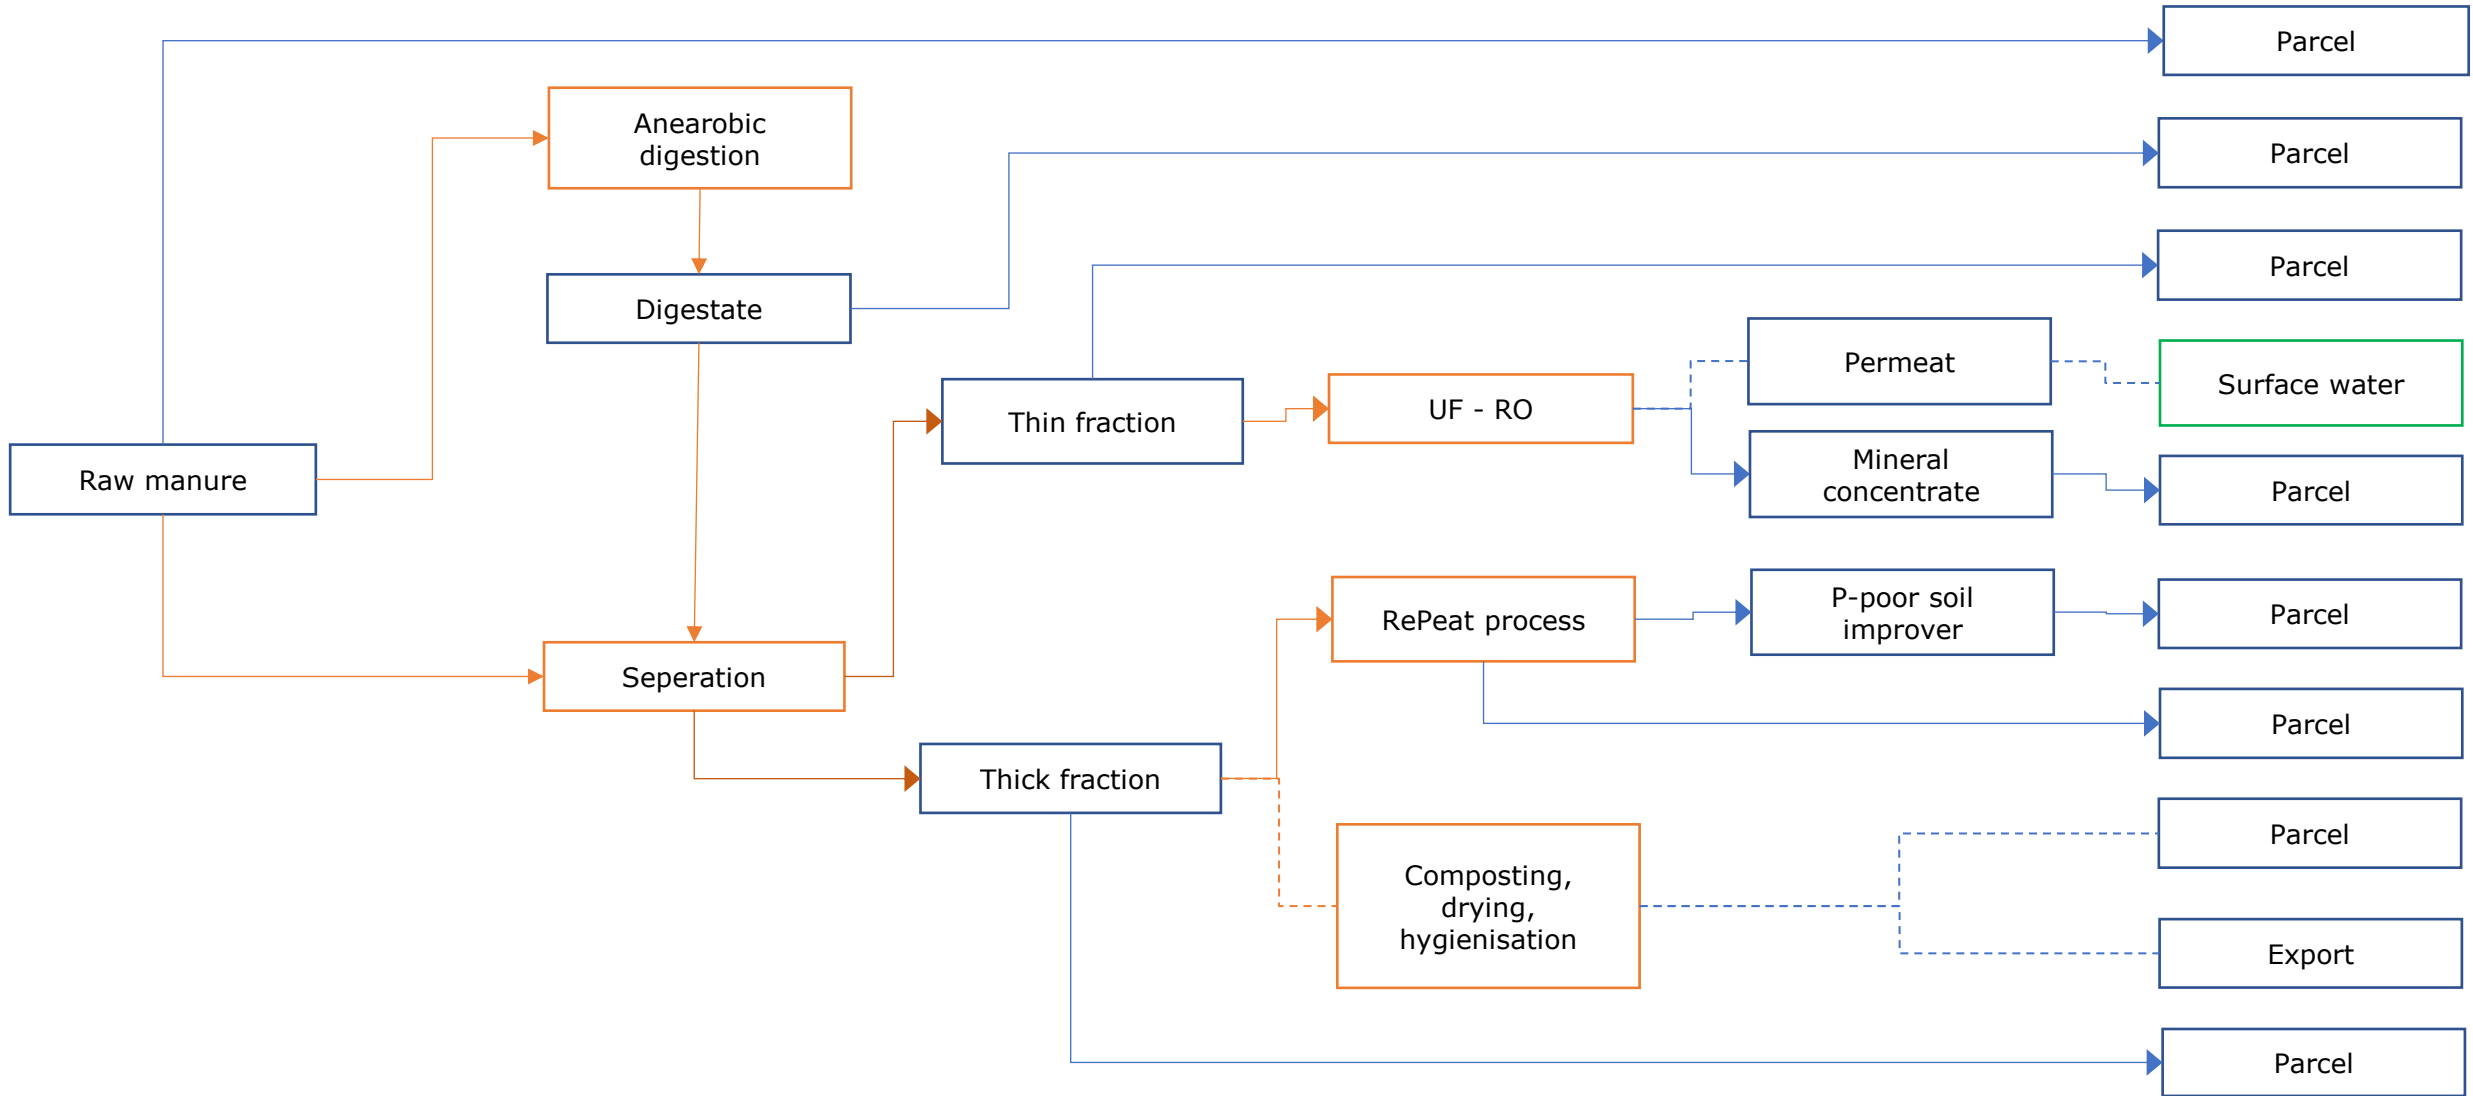 Parcel
Anearobic
digestion
Parcel
Parcel
Digestate
Permeat
Surface water
Thin fraction
UF - RO
Raw manure
Mineral
concentrate
Parcel
Seperation
RePeat process
P-poor soil
improver
Parcel
Parcel
Thick fraction
Parcel
Composting,
drying,
hygienisation
Export
Parcel